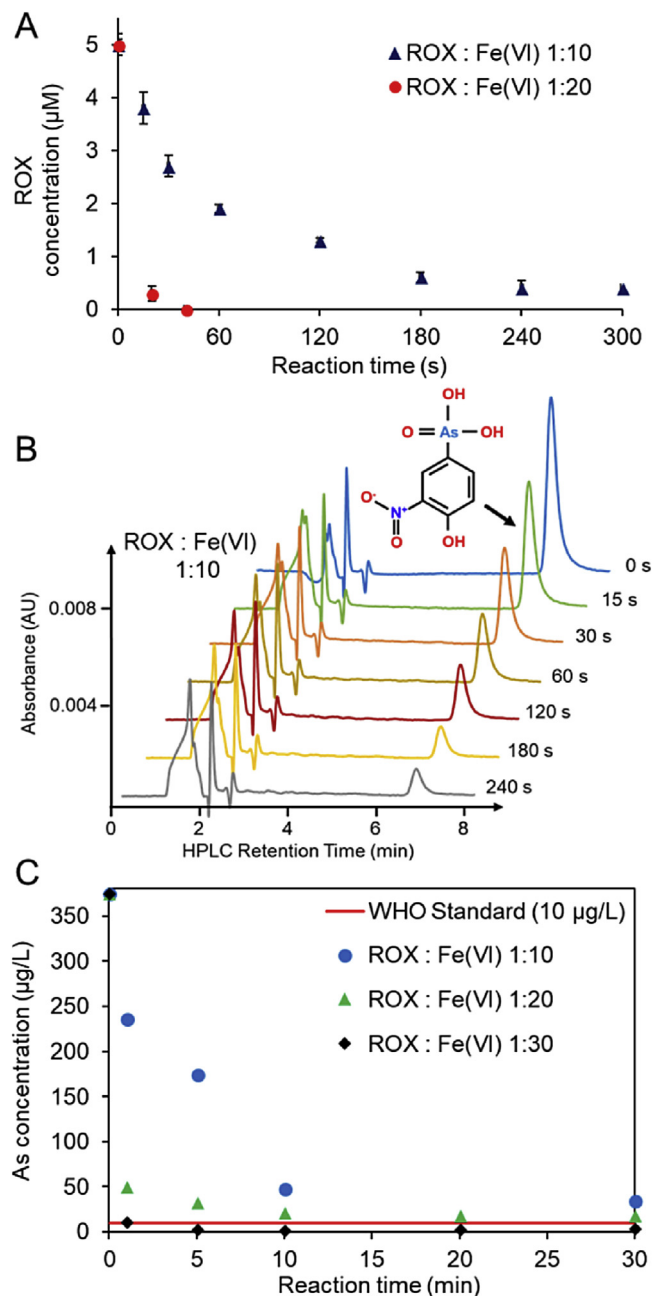 A
ROX : Fe(VI) 1:10
ROX : Fe(VI) 1:20
ROX
concentration (µM)
5
4
3
2
1
0
0 60 120 180 240 300
Reaction time (s)
B
OH
O As OH
O⁻
N⁺
O OH
ROX : Fe(VI)
1:10
0 s
15 s
30 s
60 s
120 s
180 s
240 s
Absorbance (AU)
0.008
0.004
0 2 4 6 8
HPLC Retention Time (min)
C
WHO Standard (10 µg/L)
ROX : Fe(VI) 1:10
ROX : Fe(VI) 1:20
ROX : Fe(VI) 1:30
As concentration (µg/L)
350
300
250
200
150
100
50
0
0 5 10 15 20 25 30
Reaction time (min)